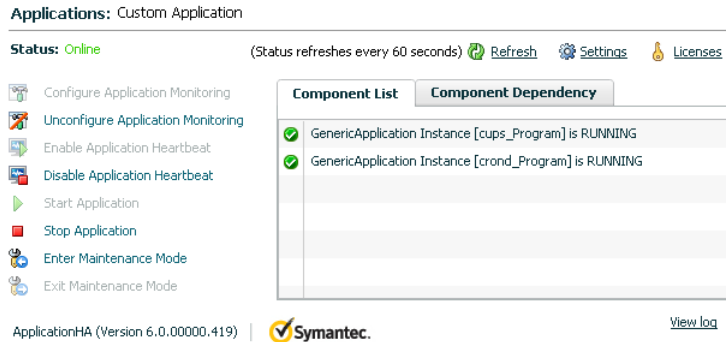 Applications: Custom Application
Status: Online
(Status refreshes every 60 seconds) Refresh Settings Licenses
Configure Application Monitoring
Unconfigure Application Monitoring
Enable Application Heartbeat
Disable Application Heartbeat
Start Application
Stop Application
Enter Maintenance Mode
Exit Maintenance Mode
Component List Component Dependency
GenericApplication Instance [cups_Program] is RUNNING
GenericApplication Instance [crond_Program] is RUNNING
View log
ApplicationHA (Version 6.0.00000.419) Symantec.